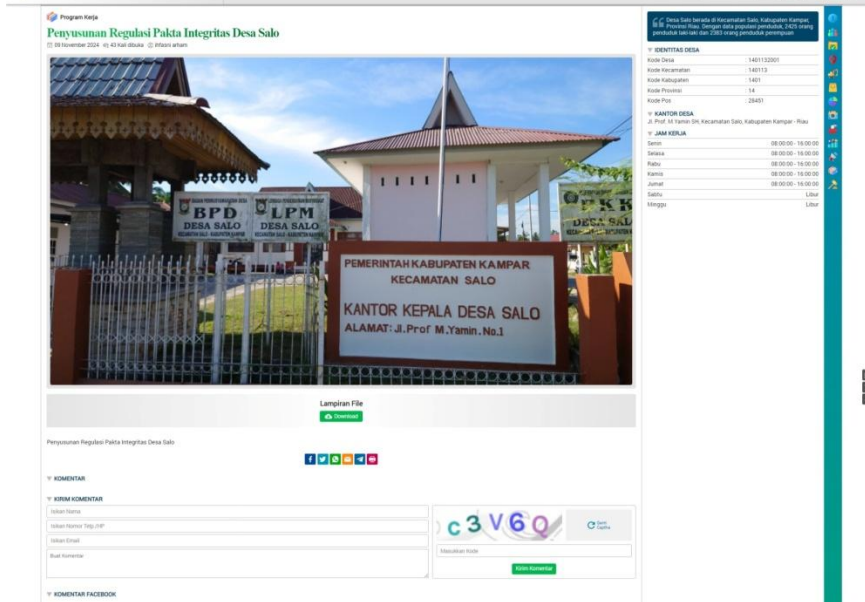 Program Kerja
Penyusunan Regulasi Pakta Integritas Desa Salo
09 November 2024 43 Kali dibuka
BPD
DESA SALO
LPM
DESA SALO
PKK
DESA SAL
PEMERINTAH KABUPATEN KAMPAR
KECAMATAN SALO
KANTOR KEPALA DESA SALO
ALAMAT: Jl.Prof M.Yamin.No.1
Lampiran File
Download
Penyusunan Regulasi Pakta Integritas Desa Salo
KOMENTAR
KIRIM KOMENTAR
Isikan Nama
Isikan Nomor Telp./HP
Isikan Email
Buat Komentar
c3V6Q
Ganti
Captcha
Masukkan Kode
Kirim Komentar
KOMENTAR FACEBOOK
Desa Salo berada di Kecamatan Salo, Kabupaten Kampar,
Provinsi Riau. Dengan data populasi penduduk, 2425 orang
penduduk laki-laki dan 2383 orang penduduk perempuan
IDENTITAS DESA
Kode Desa : 1401132001
Kode Kecamatan : 140113
Kode Kabupaten : 1401
Kode Provinsi : 14
Kode Pos : 28451
KANTOR DESA
Jl. Prof. M Yamin SH, Kecamatan Salo, Kabupaten Kampar - Riau
JAM KERJA
Senin 08:00:00 - 16:00:00
Selasa 08:00:00 - 16:00:00
Rabu 08:00:00 - 16:00:00
Kamis 08:00:00 - 16:00:00
Jumat 08:00:00 - 16:00:00
Sabtu Libur
Minggu Libur